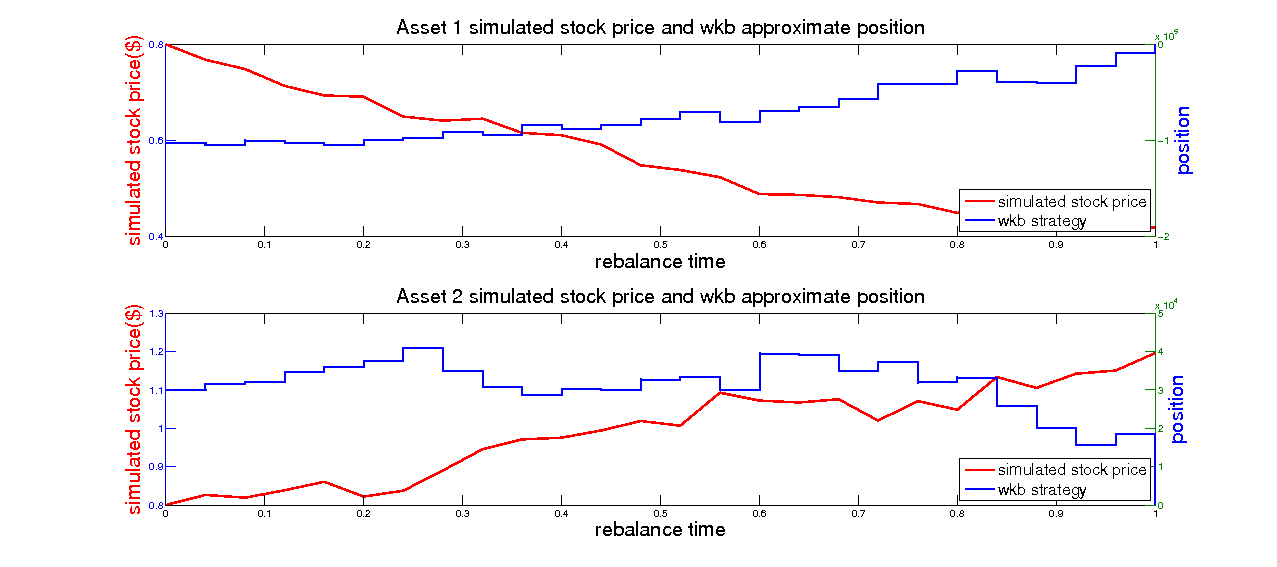 Asset 1 simulated stock price and wkb approximate position
x 10^5
simulated stock price($)
0.8
0.6
0.4
0
-1
-2
position
simulated stock price
wkb strategy
0 0.1 0.2 0.3 0.4 0.5 0.6 0.7 0.8 0.9 1
rebalance time
Asset 2 simulated stock price and wkb approximate position
x 10^4
simulated stock price($)
1.3
1.2
1.1
1
0.9
0.8
5
4
3
2
1
0
position
simulated stock price
wkb strategy
0 0.1 0.2 0.3 0.4 0.5 0.6 0.7 0.8 0.9 1
rebalance time